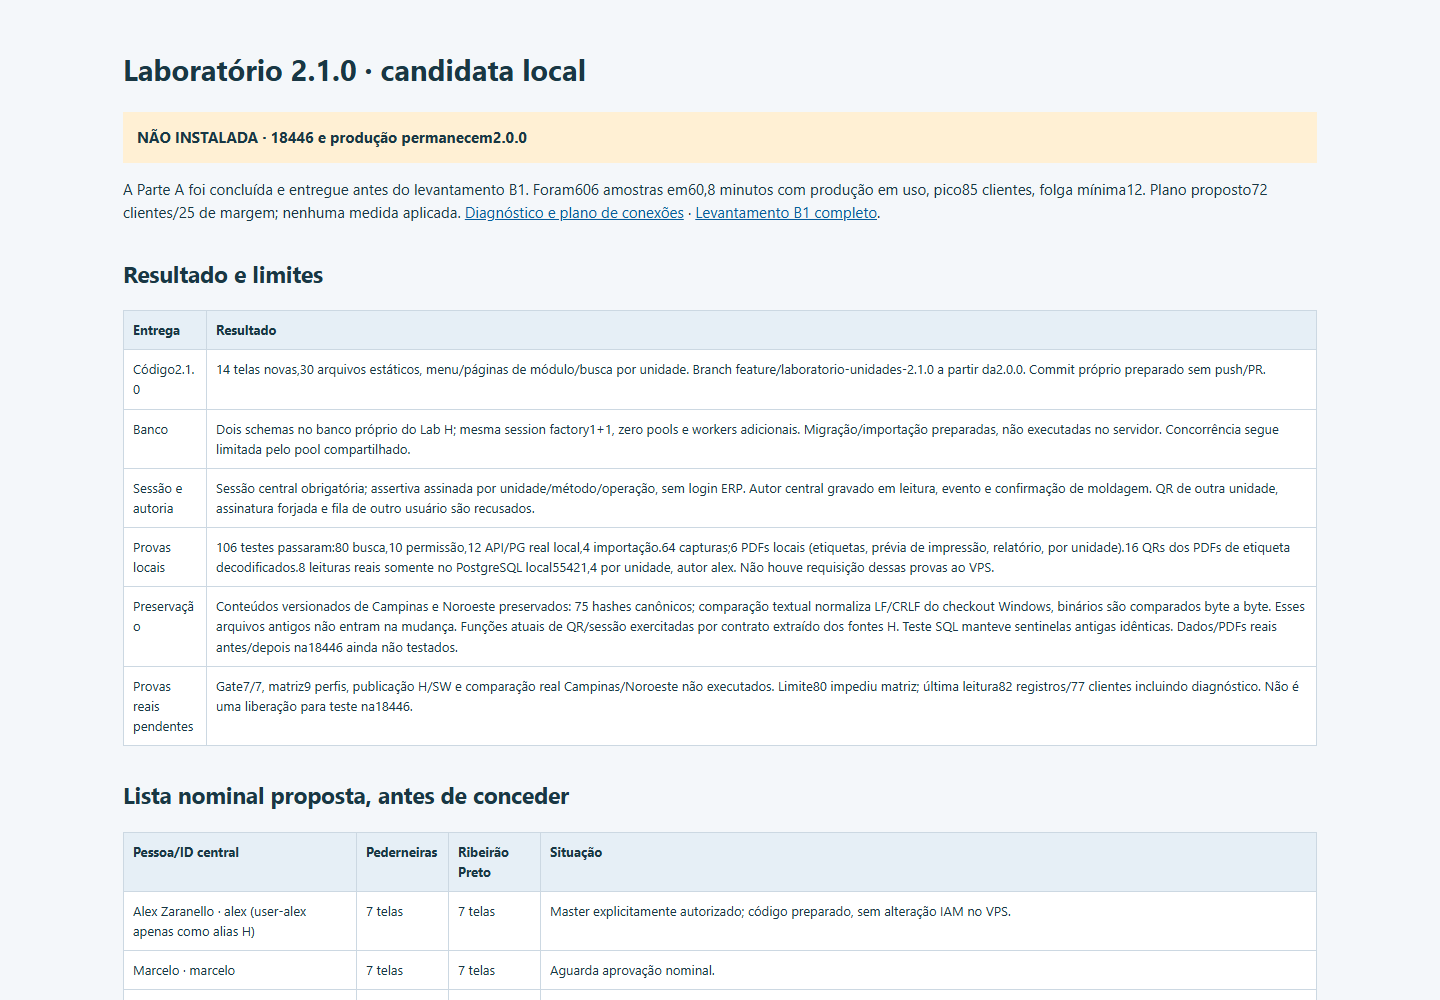 Laboratório 2.1.0 · candidata local
NÃO INSTALADA · 18446 e produção permanecem2.0.0
A Parte A foi concluída e entregue antes do levantamento B1. Foram606 amostras em60,8 minutos com produção em uso, pico85 clientes, folga mínima12. Plano proposto72
clientes/25 de margem; nenhuma medida aplicada. Diagnóstico e plano de conexões · Levantamento B1 completo.
Resultado e limites
Entrega
Resultado
Código2.1.
0
14 telas novas,30 arquivos estáticos, menu/páginas de módulo/busca por unidade. Branch feature/laboratorio-unidades-2.1.0 a partir da2.0.0. Commit próprio preparado sem push/PR.
Banco
Dois schemas no banco próprio do Lab H; mesma session factory1+1, zero pools e workers adicionais. Migração/importação preparadas, não executadas no servidor. Concorrência segue
limitada pelo pool compartilhado.
Sessão e
autoria
Sessão central obrigatória; assertiva assinada por unidade/método/operação, sem login ERP. Autor central gravado em leitura, evento e confirmação de moldagem. QR de outra unidade,
assinatura forjada e fila de outro usuário são recusados.
Provas
locais
106 testes passaram:80 busca,10 permissão,12 API/PG real local,4 importação.64 capturas;6 PDFs locais (etiquetas, prévia de impressão, relatório, por unidade).16 QRs dos PDFs de etiqueta
decodificados.8 leituras reais somente no PostgreSQL local55421,4 por unidade, autor alex. Não houve requisição dessas provas ao VPS.
Preservaçã
o
Conteúdos versionados de Campinas e Noroeste preservados: 75 hashes canônicos; comparação textual normaliza LF/CRLF do checkout Windows, binários são comparados byte a byte. Esses
arquivos antigos não entram na mudança. Funções atuais de QR/sessão exercitadas por contrato extraído dos fontes H. Teste SQL manteve sentinelas antigas idênticas. Dados/PDFs reais
antes/depois na18446 ainda não testados.
Provas
reais
pendentes
Gate7/7, matriz9 perfis, publicação H/SW e comparação real Campinas/Noroeste não executados. Limite80 impediu matriz; última leitura82 registros/77 clientes incluindo diagnóstico. Não é
uma liberação para teste na18446.
Lista nominal proposta, antes de conceder
Pessoa/ID central
Pederneiras
Ribeirão
Preto
Situação
Alex Zaranello · alex (user-alex
apenas como alias H)
7 telas
7 telas
Master explicitamente autorizado; código preparado, sem alteração IAM no VPS.
Marcelo · marcelo
7 telas
7 telas
Aguarda aprovação nominal.